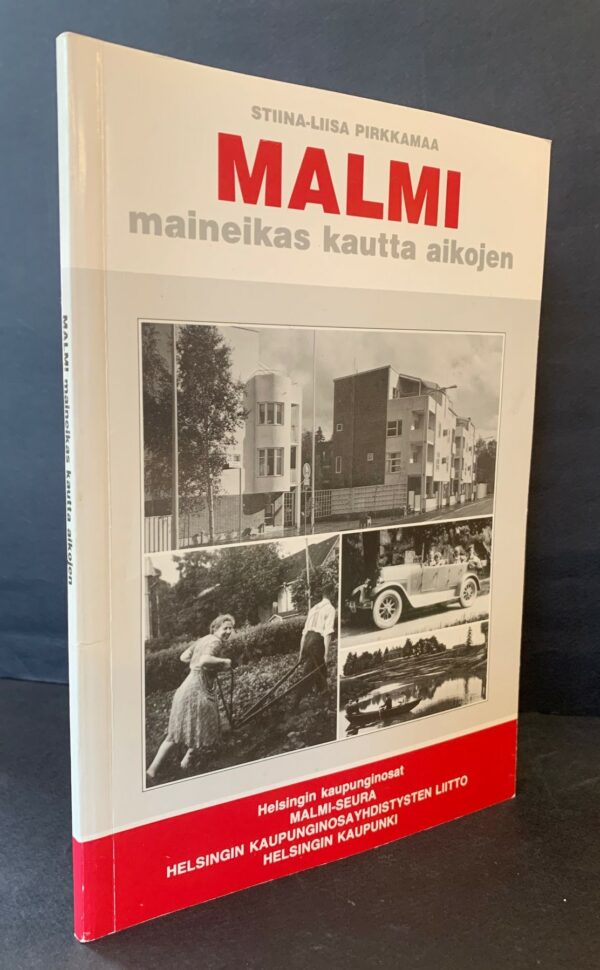 STIINA-LIISA PIRKKAMAA
MALMI
maineikas kautta aikojen
Helsingin kaupunginosat
MALMI-SEURA
HELSINGIN KAUPUNGINOSAYHDISTYSTEN LIITTO
HELSINGIN KAUPUNKI
MALMI maineikas kautta aikojen